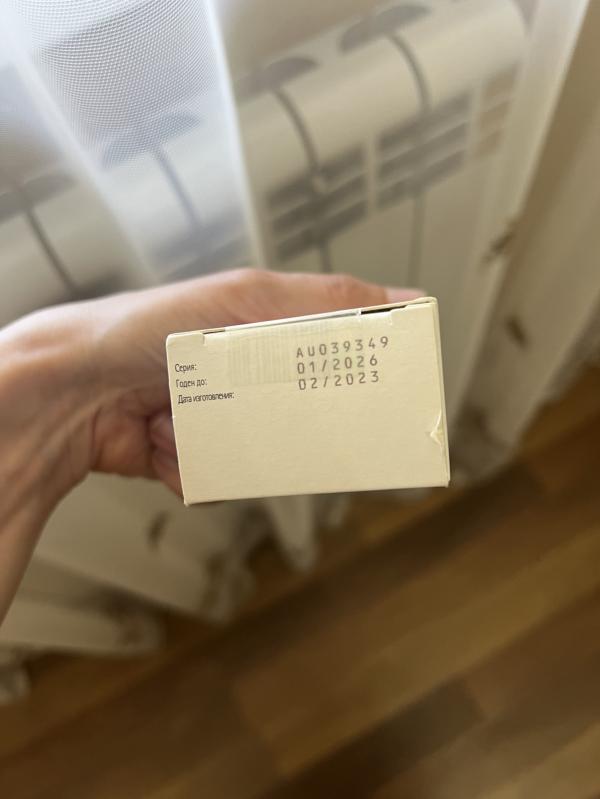 Серия: AU039349
Годен до: 01/2026
Дата изготовления: 02/2023